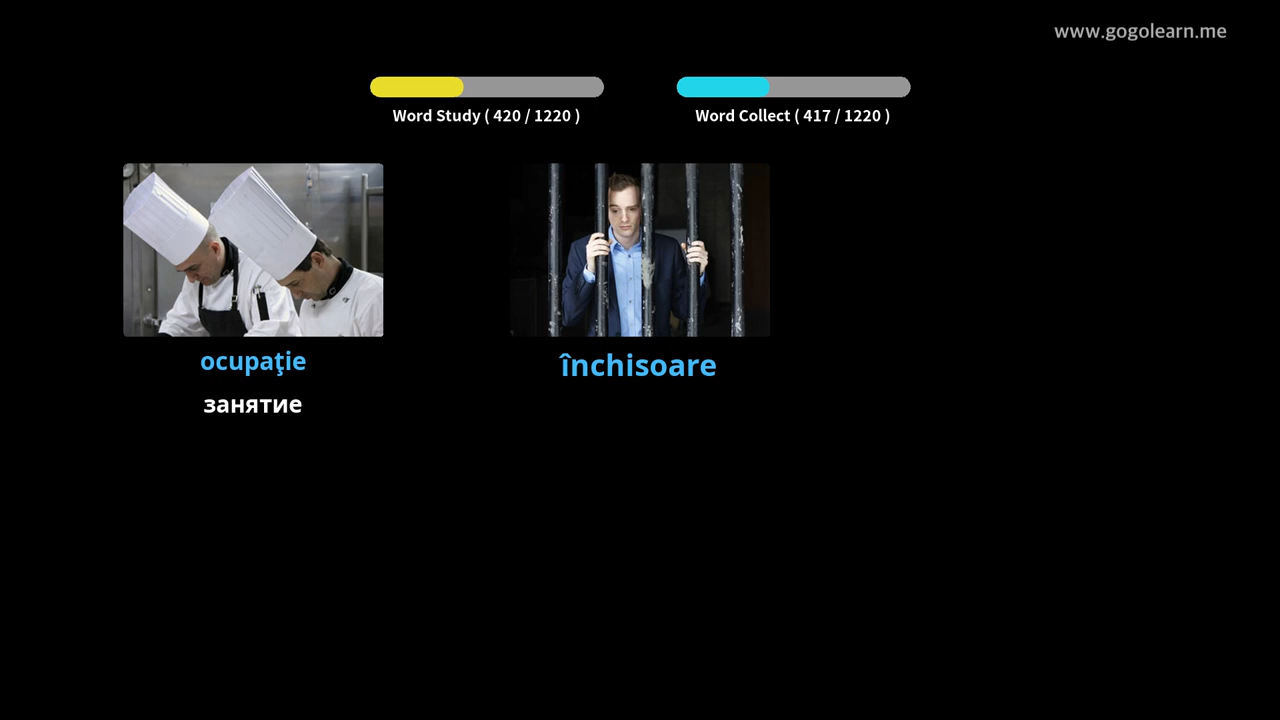 www.gogolearn.me
Word Study ( 420 / 1220 )
Word Collect ( 417 / 1220 )
ocupaţie
занятие
închisoare